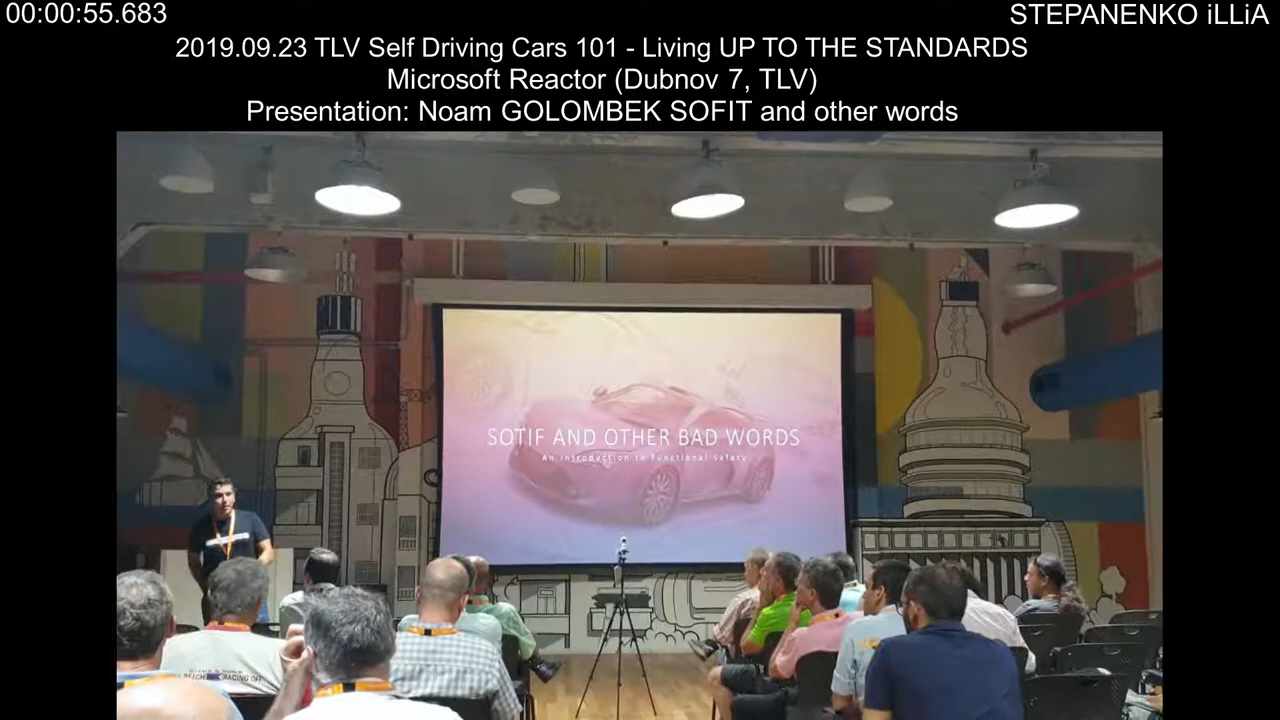 00:00:55.683
STEPANENKO iLLiA
2019.09.23 TLV Self Driving Cars 101 - Living UP TO THE STANDARDS
Microsoft Reactor (Dubnov 7, TLV)
Presentation: Noam GOLOMBEK SOFIT and other words
SOTIF AND OTHER BAD WORDS
An Introduction to Functional Safety
RACING